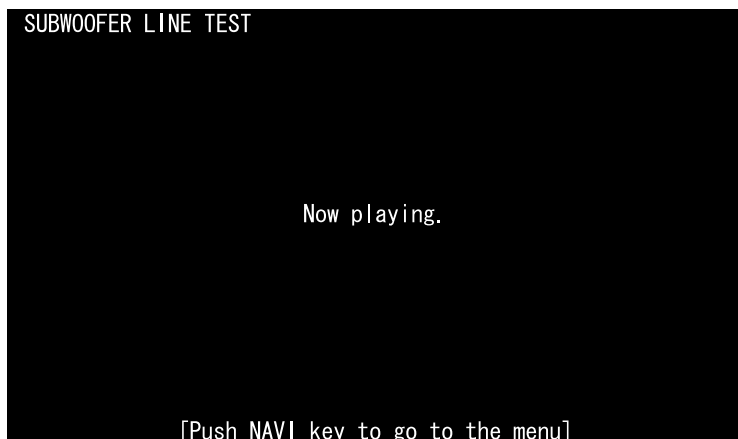 SUBWOOFER LINE TEST
Now playing.
[Push NAVI key to go to the menu]